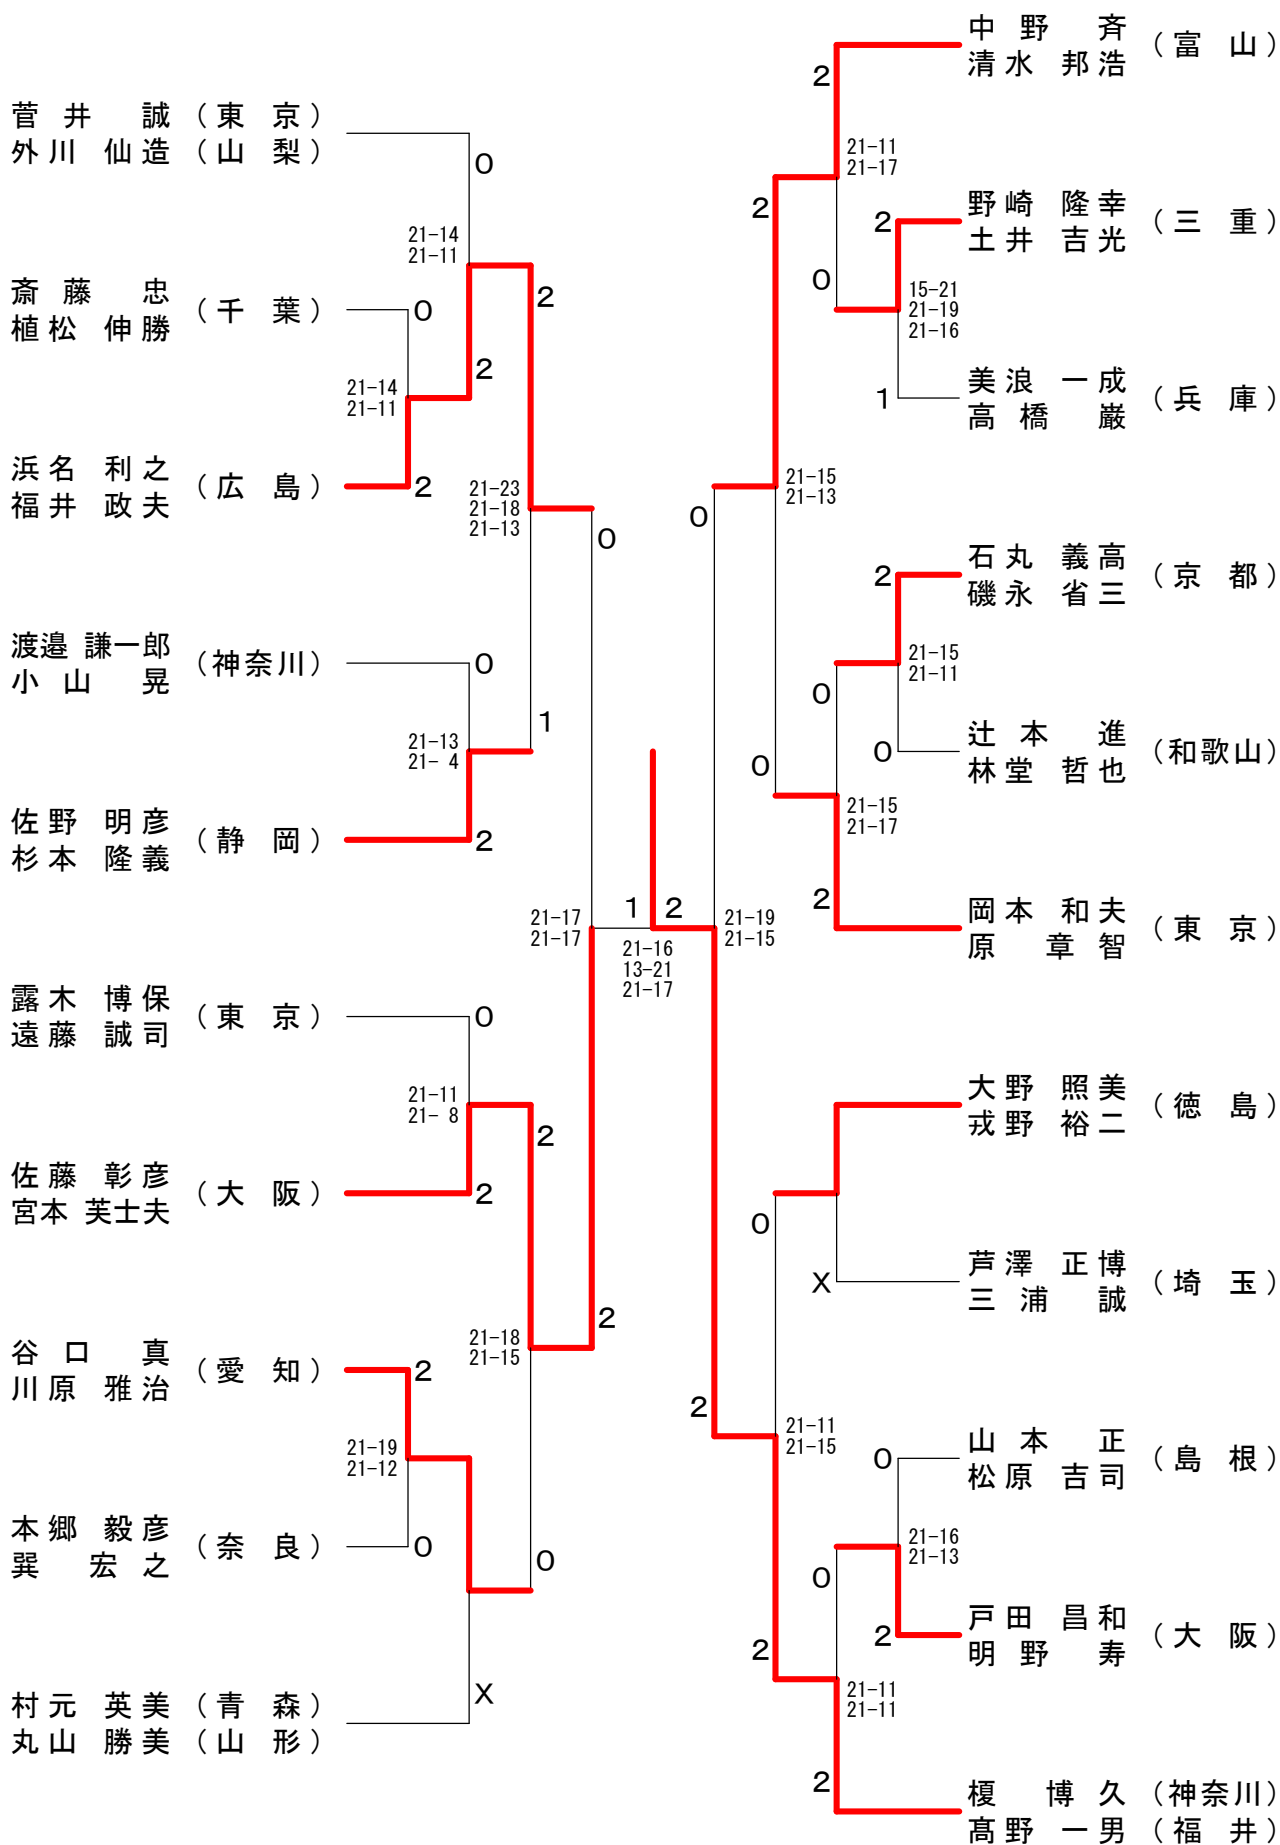 菅井 誠 (東京)
外川 仙造 (山梨)
0
21-14
21-11
斎藤 忠
植松 伸勝
(千葉)
0
2
2
21-14
21-11
浜名 利之
福井 政夫
(広島)
2
21-23
21-18
21-13
0
渡邉 謙一郎
小山 晃
(神奈川)
0
1
21-13
21- 4
佐野 明彦
杉本 隆義
(静岡)
2
21-17
21-17
露木 博保
遠藤 誠司
(東京)
0
21-11
21- 8
2
佐藤 彰彦
宮本 芙士夫
(大阪)
2
2
21-18
21-15
谷口 真
川原 雅治
(愛知)
2
21-19
21-12
本郷 毅彦
巽 宏之
(奈良)
0
0
村元 英美 (青森)
丸山 勝美 (山形)
X
1
2
21-16
13-21
21-17
中野 斉
清水 邦浩
(富山)
2
21-11
21-17
2
野崎 隆幸
土井 吉光
(三重)
2
0
15-21
21-19
21-16
美浪 一成
高橋 巌
(兵庫)
1
21-15
21-13
0
石丸 義高
磯永 省三
(京都)
2
21-15
21-11
0
辻本 進
林堂 哲也
(和歌山)
0
0
21-15
21-17
岡本 和夫
原 章智
(東京)
2
21-19
21-15
大野 照美
戎野 裕二
(徳島)
0
芦澤 正博
三浦 誠
(埼玉)
X
2
21-11
21-15
山本 正
松原 吉司
(島根)
0
21-16
21-13
0
戸田 昌和
明野 寿
(大阪)
2
2
21-11
21-11
榎 博久 (神奈川)
髙野 一男 (福井)
2